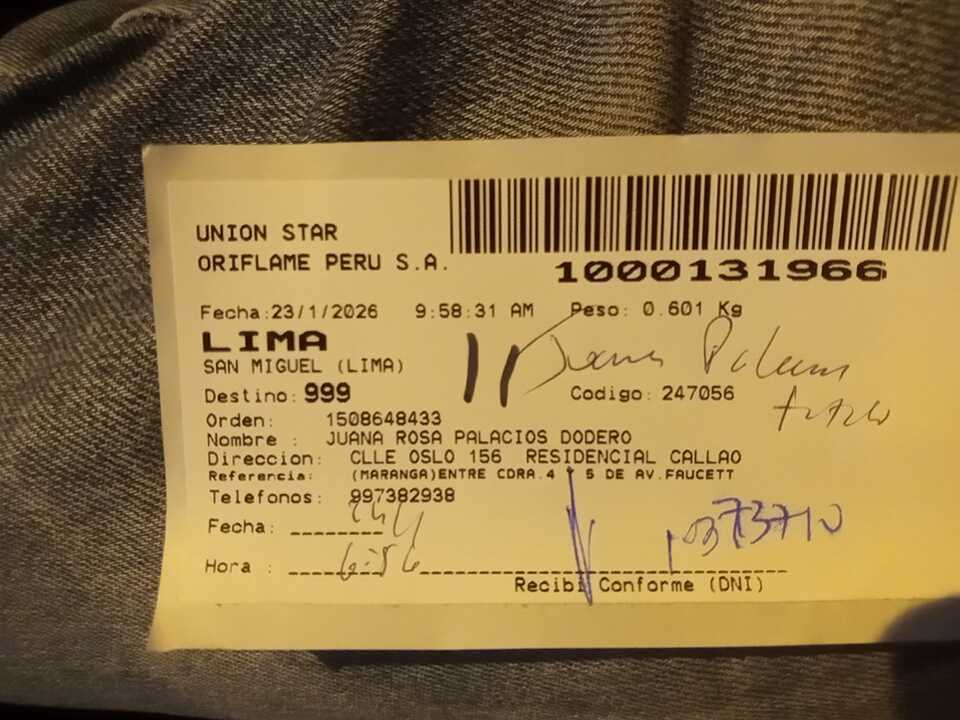 UNION STAR
ORIFLAME PERU S.A.
1000131966
Fecha:23/1/2026 9:58:31 AM Peso: 0.601 Kg
LIMA
SAN MIGUEL (LIMA)
Destino: 999 Codigo: 247056
Orden: 1508648433
Nombre : JUANA ROSA PALACIOS DODERO
Direccion: CLLE OSLO 156 RESIDENCIAL CALLAO
Referencia: (MARANGA)ENTRE CDRA.4 Y 5 DE AV.FAUCETT
Telefonos: 997382938
Fecha:
Hora :
Recibi Conforme (DNI)